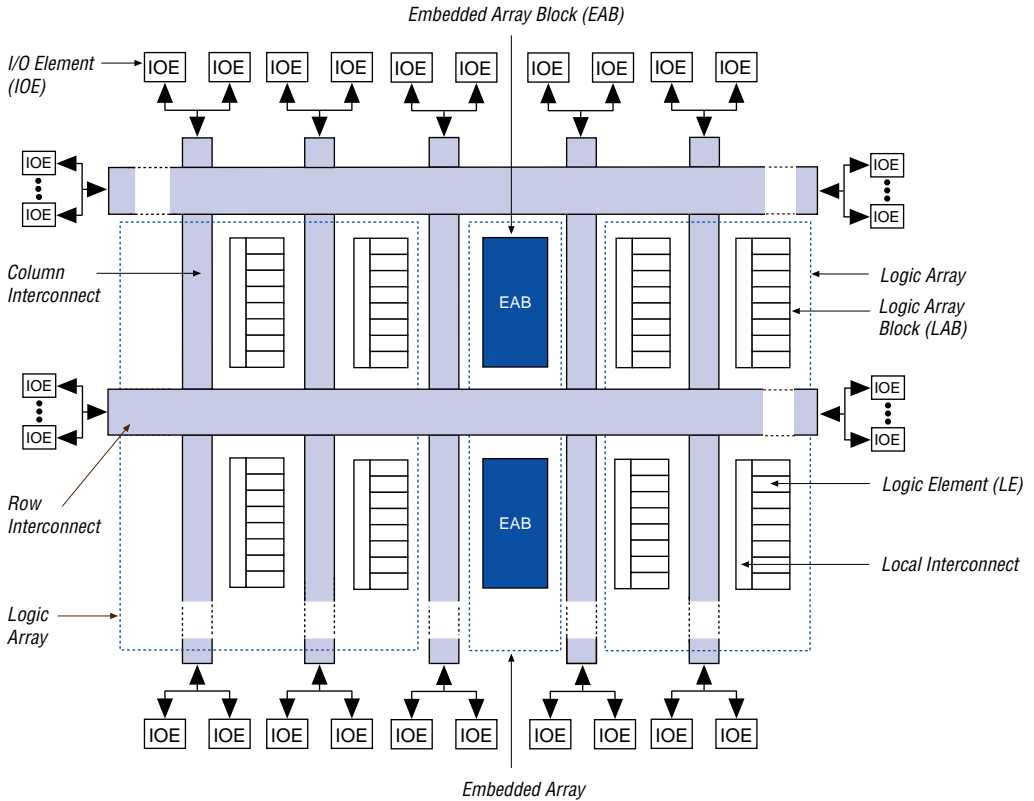 Embedded Array Block (EAB)
I/O Element
(IOE)
IOE IOE IOE IOE IOE IOE IOE IOE IOE IOE
IOE IOE
IOE IOE
Column
Interconnect
EAB
Logic Array
Logic Array
Block (LAB)
IOE IOE
IOE IOE
Row
Interconnect
EAB
Logic Element (LE)
Local Interconnect
Logic
Array
IOE IOE IOE IOE IOE IOE IOE IOE IOE IOE
Embedded Array